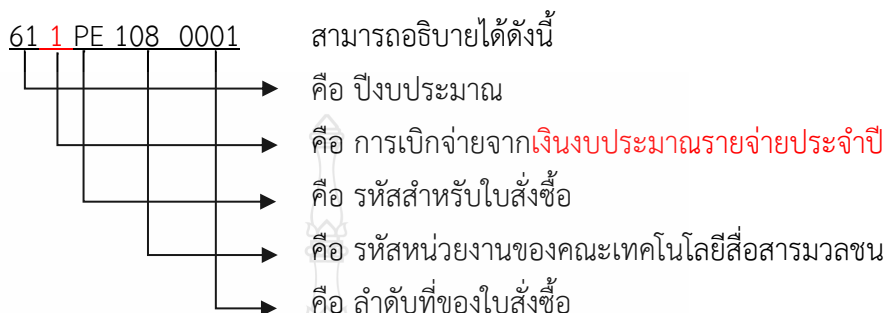 61 1 PE 108 0001 สามารถอธิบายได้ดังนี้
คือ ปีงบประมาณ
คือ การเบิกจ่ายจากเงินงบประมาณรายจ่ายประจำปี
คือ รหัสสำหรับใบสั่งซื้อ
คือ รหัสหน่วยงานของคณะเทคโนโลยีสื่อสารมวลชน
คือ ลำดับที่ของใบสั่งซื้อ